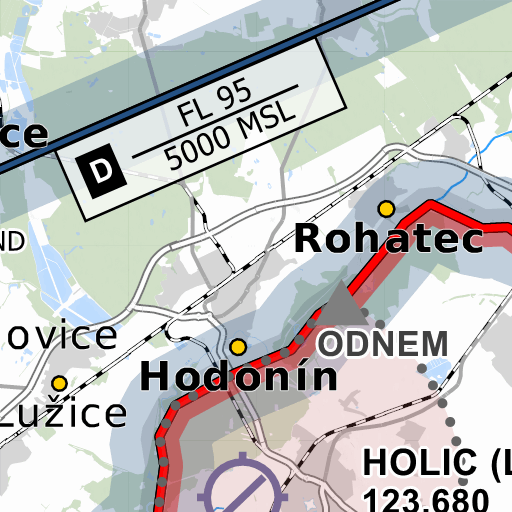 FL 95
D
5000 MSL
ce
ND
Rohatec
ovice
ODNEM
Hodonín
Lužice
HOLIC (L
123,680